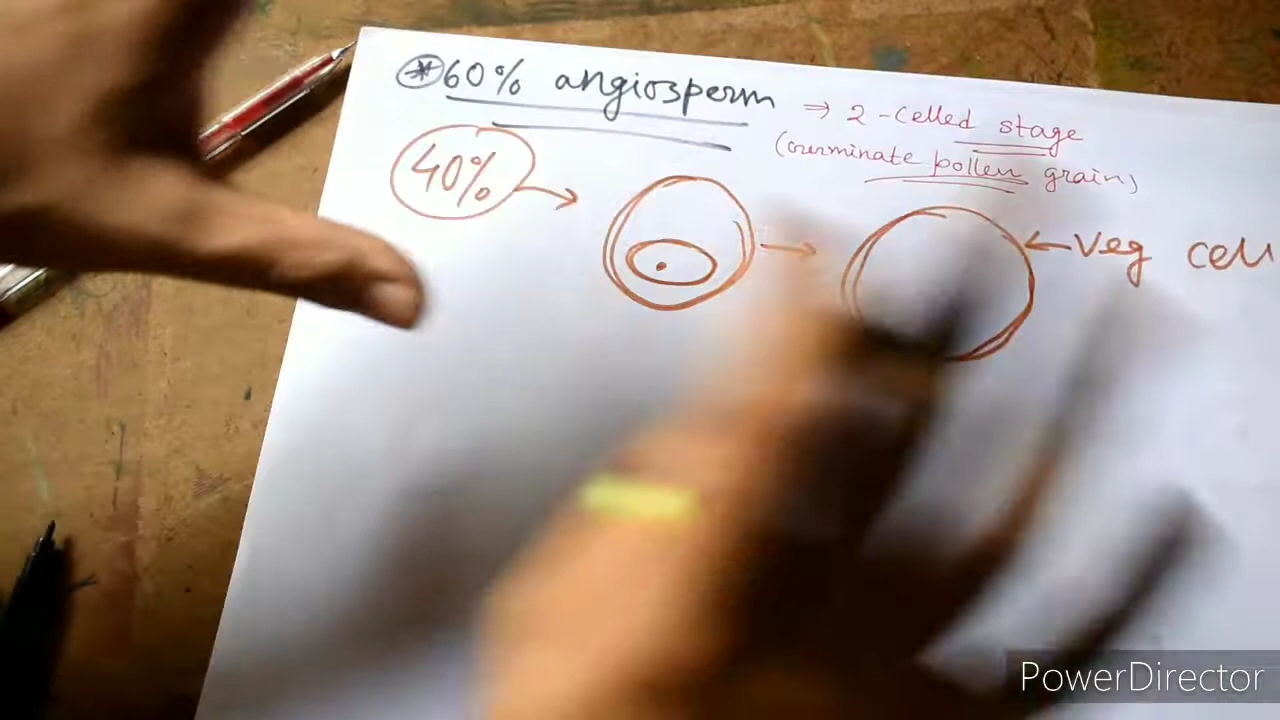 * 60% angiosperm ⇒ 2-celled stage
(Germinate pollen grain)
40% →
→
← Veg cell
PowerDirector